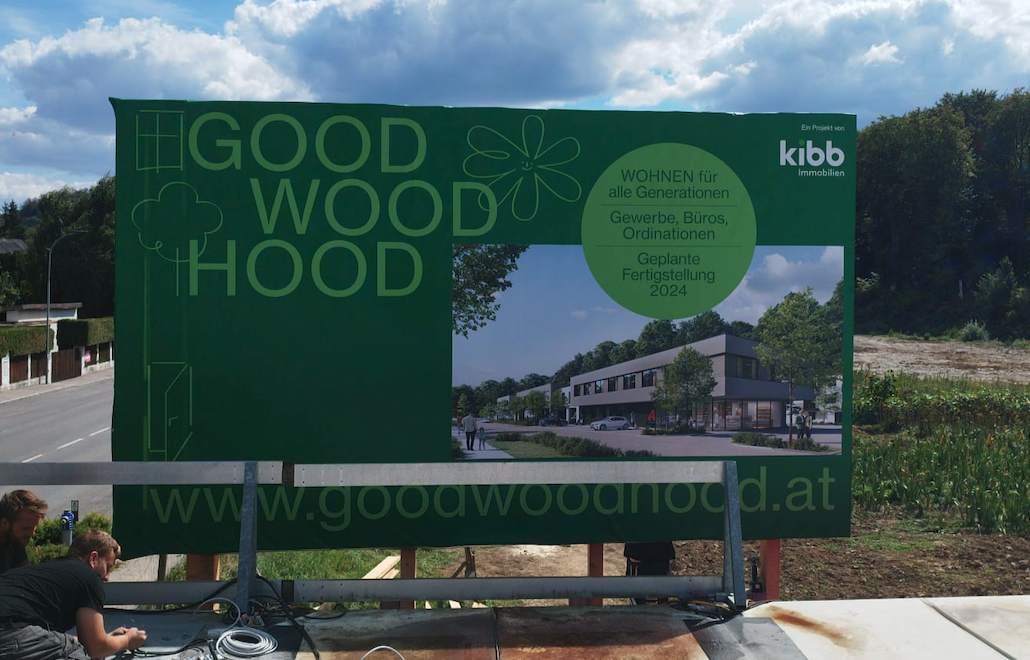 GOOD
WOOD
HOOD
WOHNEN für
alle Generationen
Gewerbe, Büros,
Ordinationen
Geplante
Fertigstellung
2024
Ein Projekt von
kibb
Immobilien
www.goodwoodhood.at